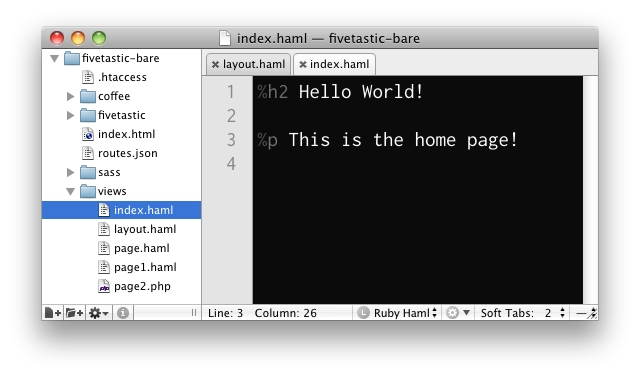 index.haml — fivetastic-bare
fivetastic-bare
.htaccess
coffee
fivetastic
index.html
routes.json
sass
views
index.haml
layout.haml
page.haml
page1.haml
page2.php
layout.haml index.haml
1 %h2 Hello World!
2
3 %p This is the home page!
4
Line: 3 Column: 26 L Ruby Haml Soft Tabs: 2 —